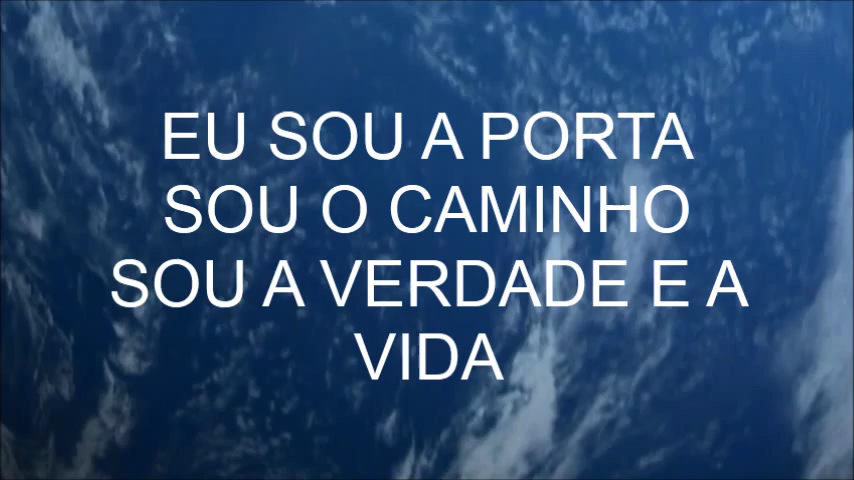 EU SOU A PORTA
SOU O CAMINHO
SOU A VERDADE E A
VIDA